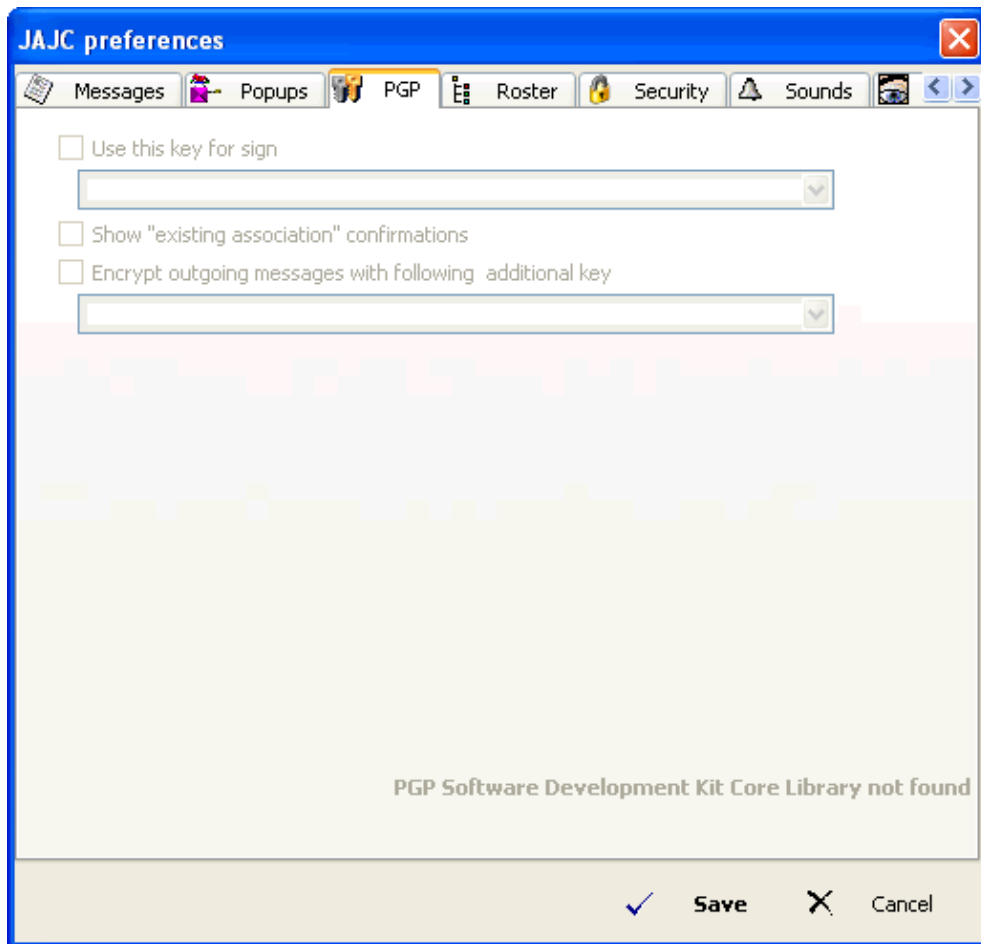 JAJC preferences
Messages Popups PGP Roster Security Sounds
Use this key for sign
Show "existing association" confirmations
Encrypt outgoing messages with following  additional key
PGP Software Development Kit Core Library not found
Save Cancel